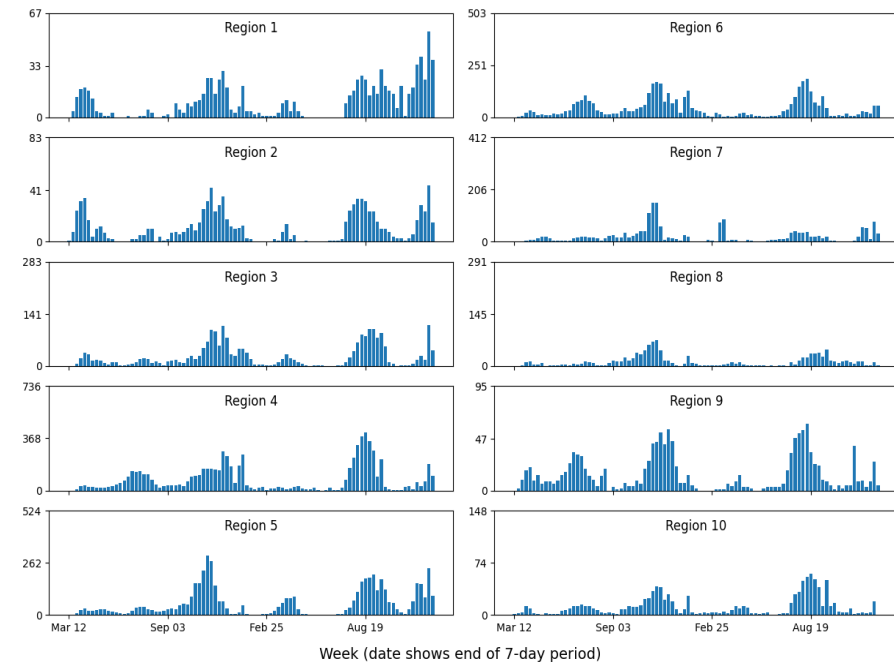 67
33
0
Region 1
503
251
0
Region 6
83
41
0
Region 2
412
206
0
Region 7
283
141
0
Region 3
291
145
0
Region 8
736
368
0
Region 4
95
47
0
Region 9
524
262
0
Region 5
148
74
0
Region 10
Mar 12 Sep 03 Feb 25 Aug 19
Mar 12 Sep 03 Feb 25 Aug 19
Week (date shows end of 7-day period)